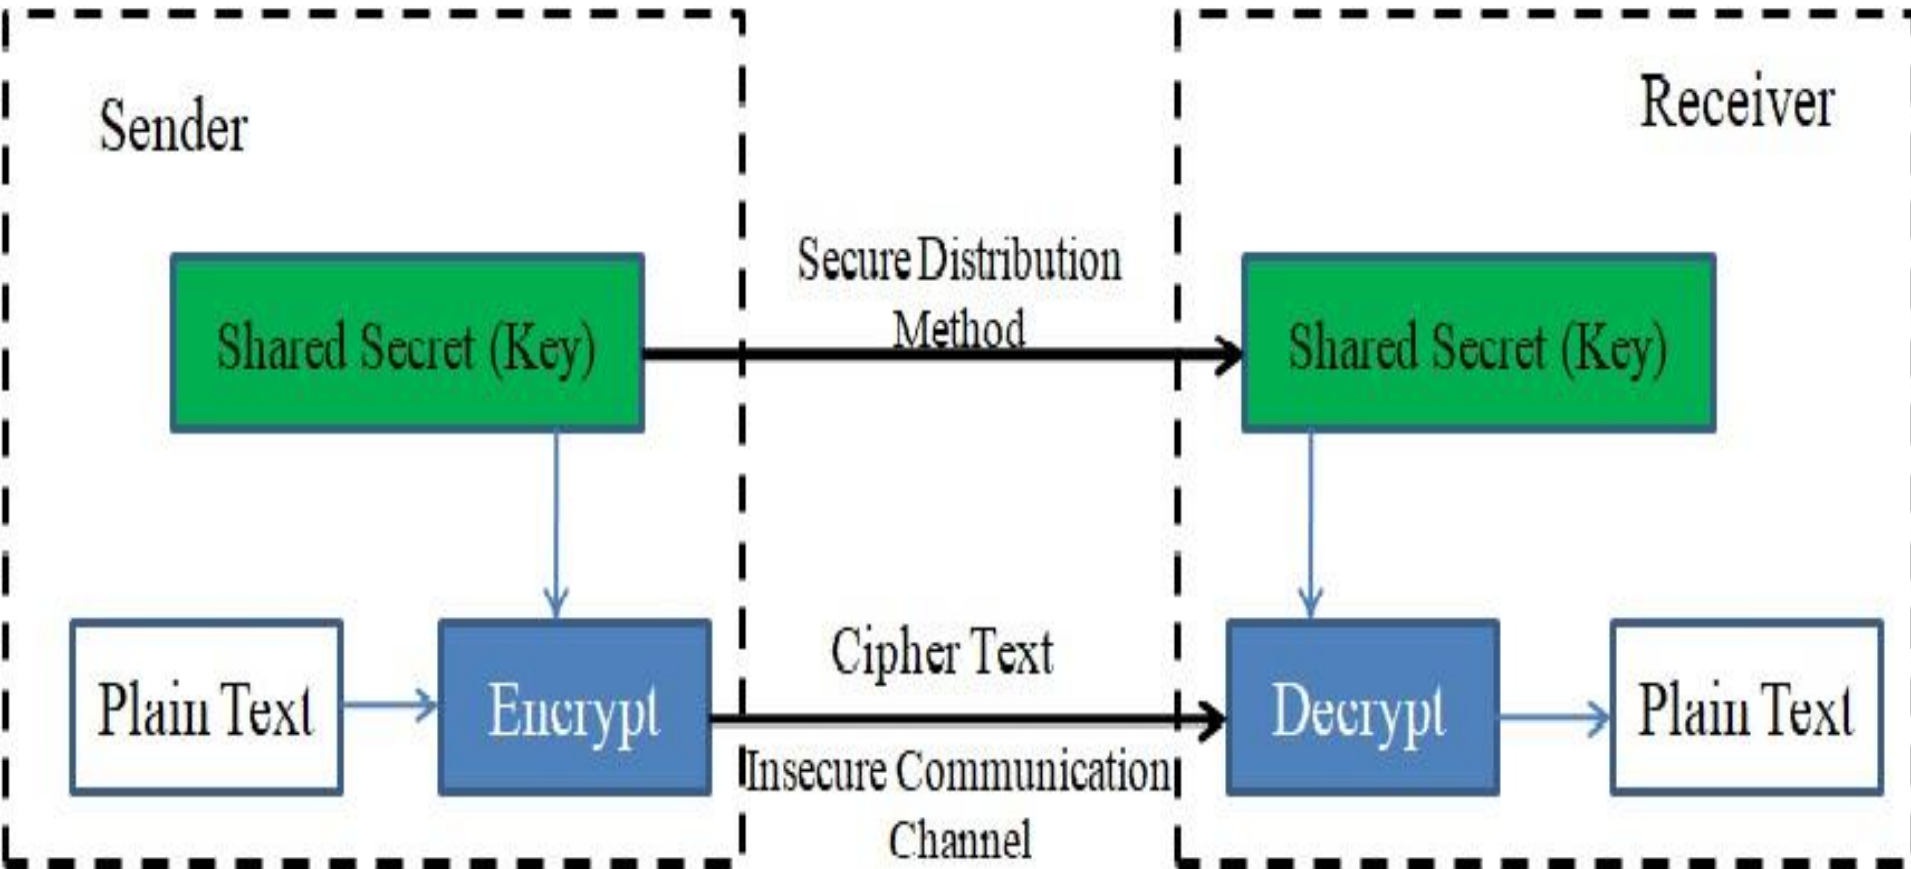 Sender
Receiver
Secure Distribution
Method
Shared Secret (Key)
Shared Secret (Key)
Cipher Text
Plain Text
Encrypt
Decrypt
Plain Text
Insecure Communication
Channel